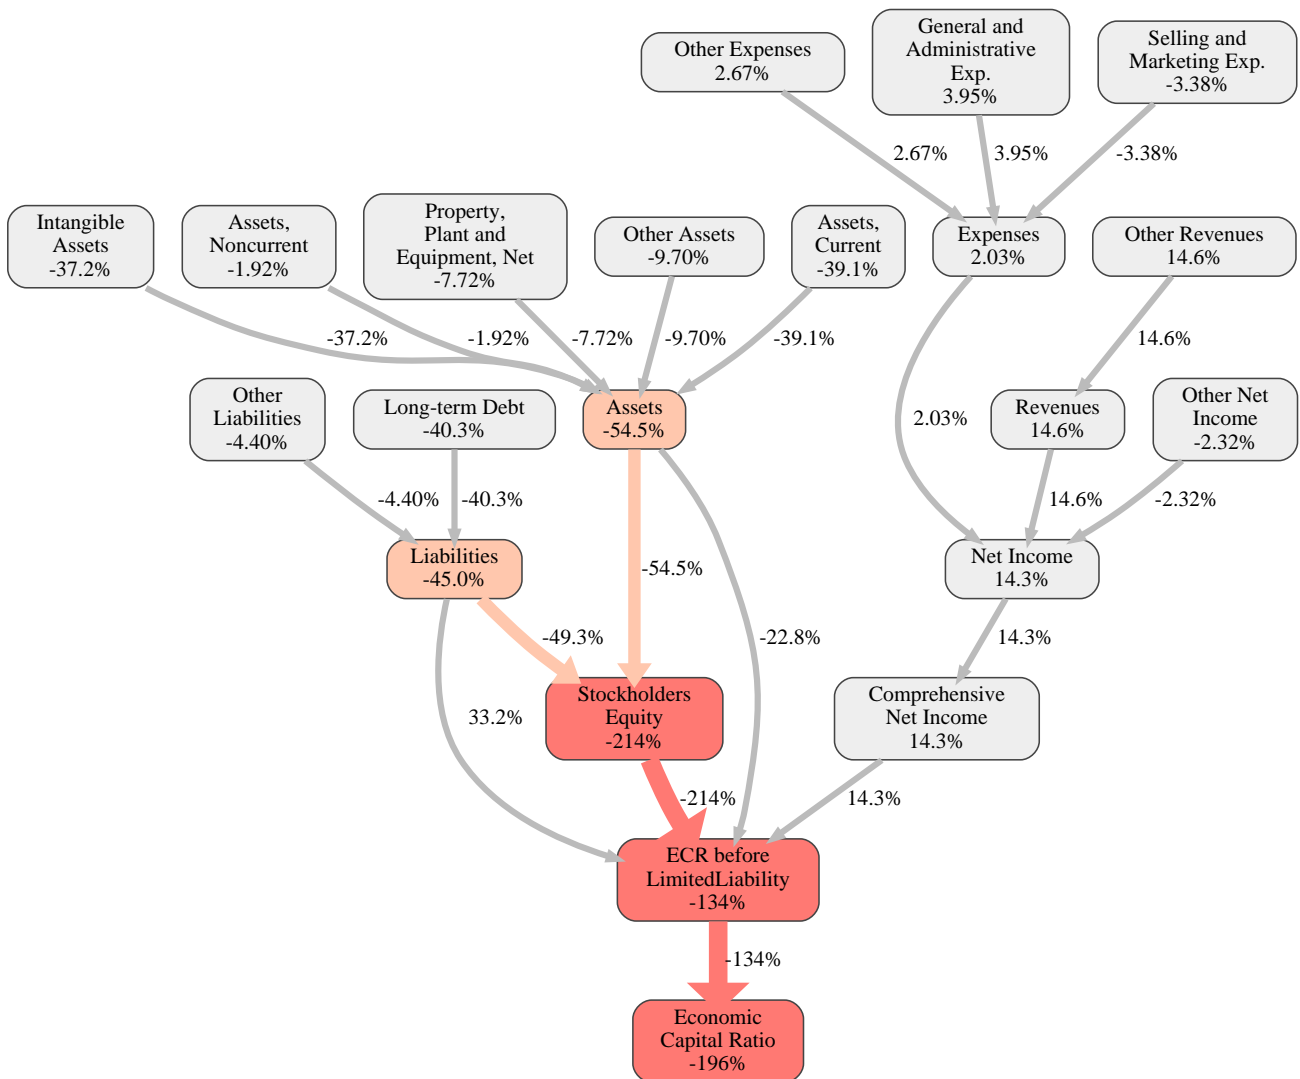 Other Expenses
2.67%
General and
Administrative
Exp.
3.95%
Selling and
Marketing Exp.
-3.38%
2.67%
3.95%
-3.38%
Intangible
Assets
-37.2%
Assets,
Noncurrent
-1.92%
Property,
Plant and
Equipment, Net
-7.72%
Other Assets
-9.70%
Assets,
Current
-39.1%
Expenses
2.03%
Other Revenues
14.6%
-37.2%
-1.92%
-7.72%
-9.70%
-39.1%
14.6%
Other
Liabilities
-4.40%
Long-term Debt
-40.3%
Assets
-54.5%
2.03%
Revenues
14.6%
Other Net
Income
-2.32%
-4.40%
-40.3%
14.6%
-2.32%
Liabilities
-45.0%
-54.5%
Net Income
14.3%
-49.3%
-22.8%
14.3%
33.2%
Stockholders
Equity
-214%
Comprehensive
Net Income
14.3%
-214%
14.3%
ECR before
LimitedLiability
-134%
-134%
Economic
Capital Ratio
-196%